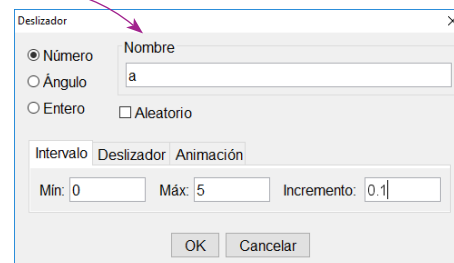 Deslizador
Número
Nombre
Ángulo
a
Entero
Aleatorio
Intervalo Deslizador Animación
Mín: 0 Máx: 5 Incremento: 0.1
OK Cancelar